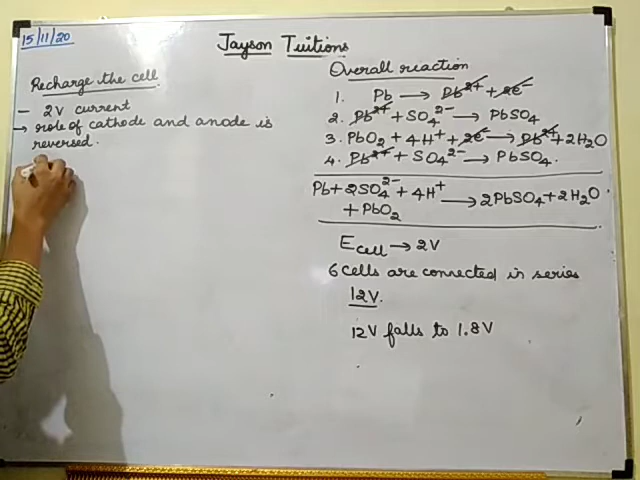 15/11/20
Jayson Tuitions
Recharge the cell.
– 2V current
→ role of cathode and anode is
reversed.
Overall reaction
1. Pb → Pb²⁺ + 2e⁻
2. Pb²⁺ + SO₄²⁻ → PbSO₄
3. PbO₂ + 4H⁺ + 2e⁻ → Pb²⁺ + 2H₂O
4. Pb²⁺ + SO₄²⁻ → PbSO₄.
Pb + 2SO₄²⁻ + 4H⁺ → 2PbSO₄ + 2H₂O.
+ PbO₂
Ecell → 2V
6 cells are connected in series
12V.
12V falls to 1.8V